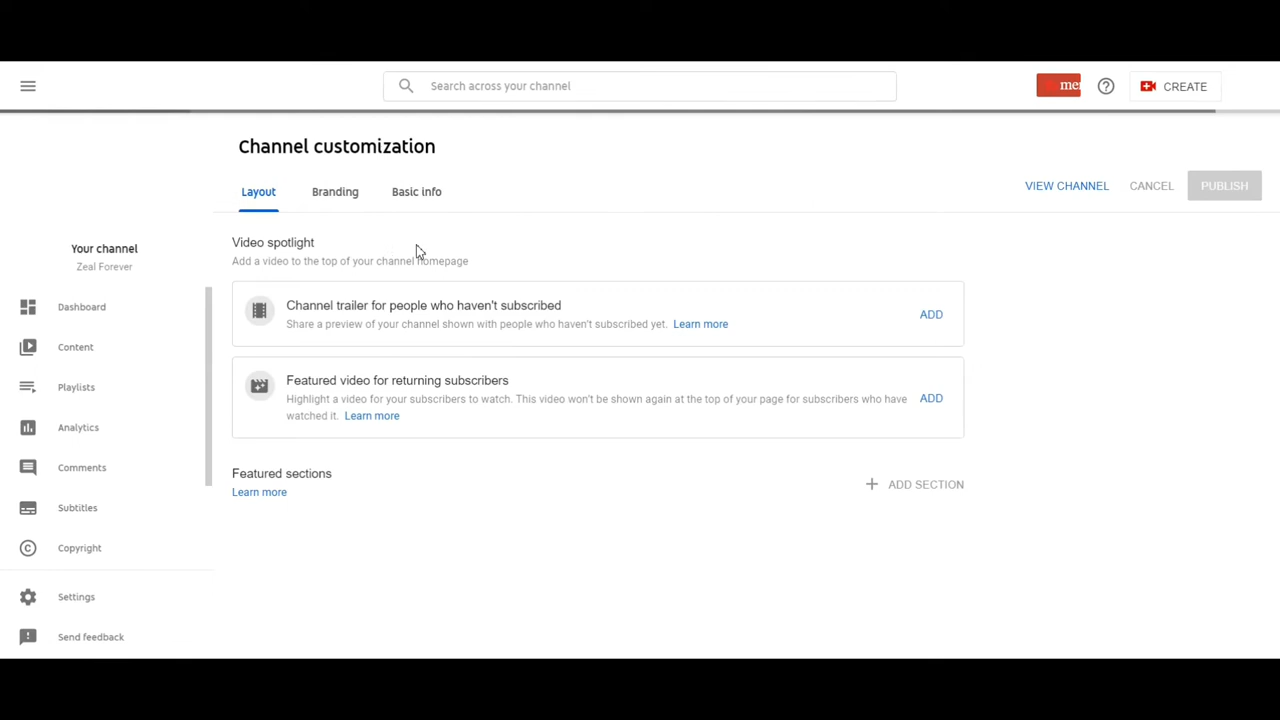 Search across your channel
CREATE
Channel customization
Layout
Branding
Basic info
VIEW CHANNEL
CANCEL
PUBLISH
Your channel
Zeal Forever
Dashboard
Content
Playlists
Analytics
Comments
Subtitles
Copyright
Settings
Send feedback
Video spotlight
Add a video to the top of your channel homepage
Channel trailer for people who haven't subscribed
Share a preview of your channel shown with people who haven't subscribed yet. Learn more
ADD
Featured video for returning subscribers
Highlight a video for your subscribers to watch. This video won't be shown again at the top of your page for subscribers who have
watched it. Learn more
ADD
Featured sections
Learn more
ADD SECTION